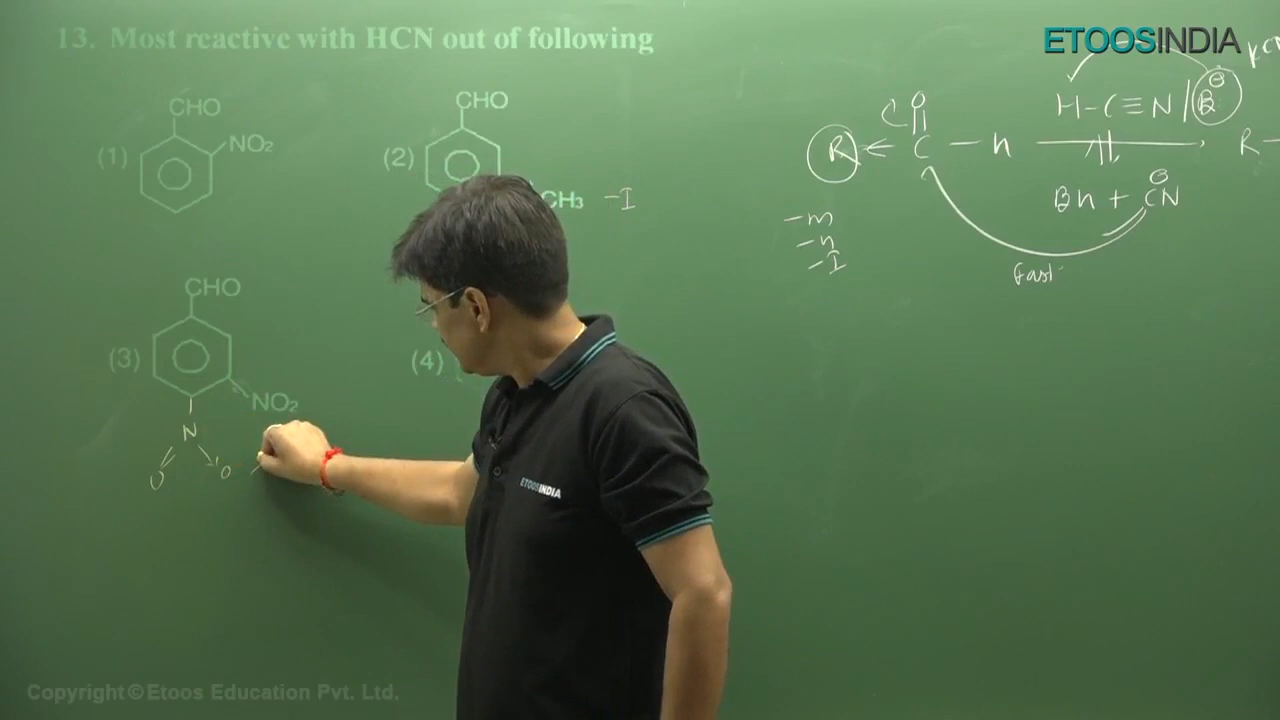 13. Most reactive with HCN out of following
ETOOSINDIA
CHO
(1)
NO₂
CHO
(2)
CH₃ -I
CHO
(3)
NO₂
N
O O
(4)
O
R ← C — H
H-C≡N / B⊖
R-
BH + C⊖N
-m
-H
-I
fast
ETOOSINDIA
Copyright © Etoos Education Pvt. Ltd.